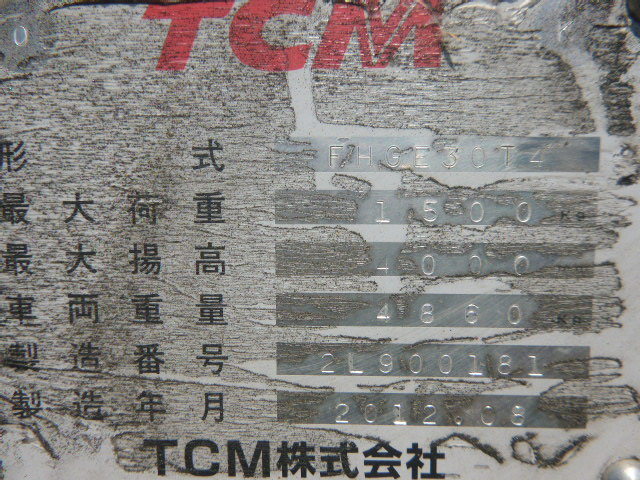 0
TCM
形式 FHGE30T4
最大荷重 1500 kg
最大揚高 4000
車両重量 4860 kg
製造番号 2L900181
製造年月 2012.08
TCM株式会社